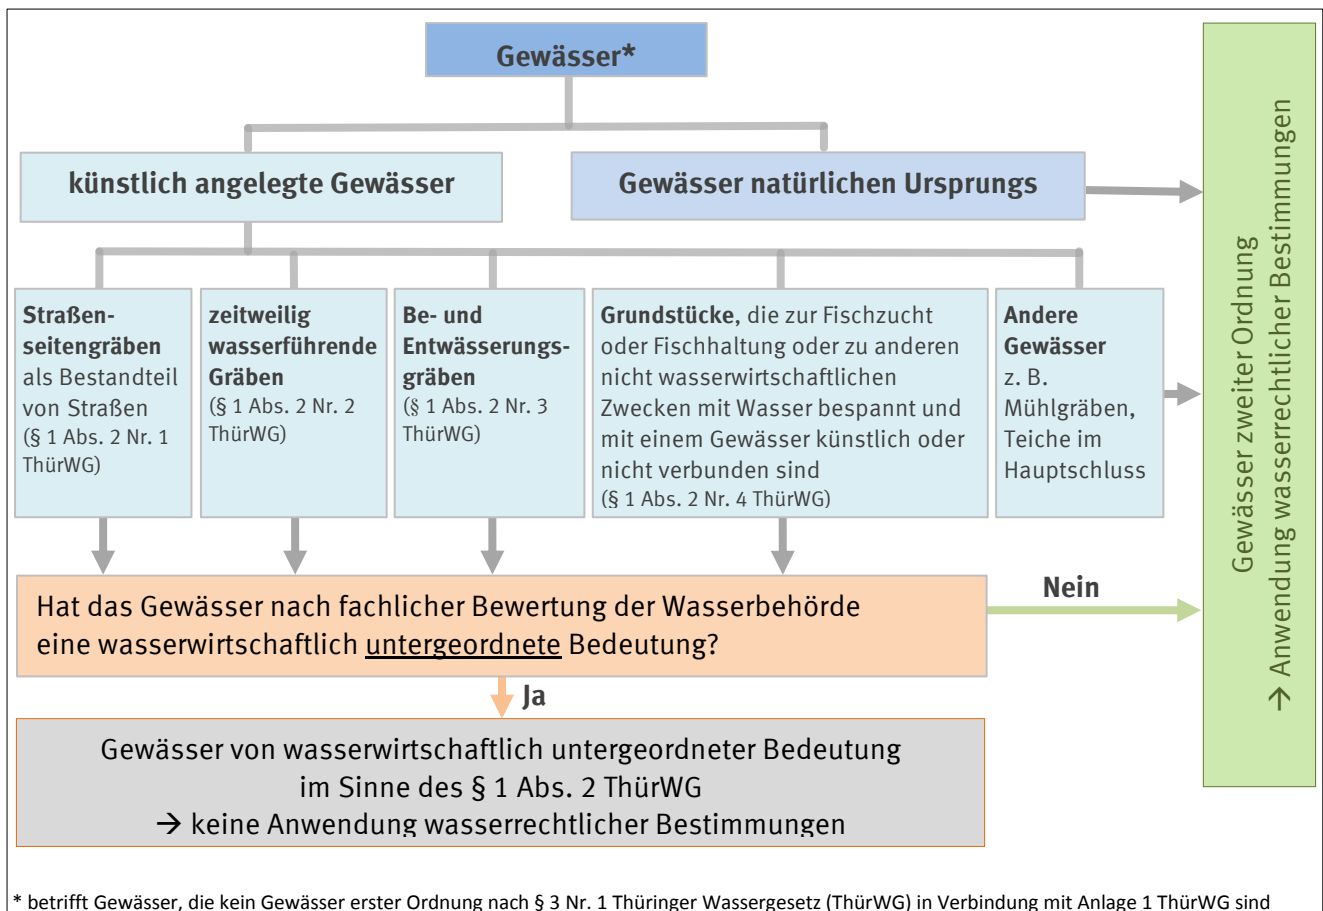 Gewässer*
künstlich angelegte Gewässer
Gewässer natürlichen Ursprungs
Straßen-
seitengräben
als Bestandteil
von Straßen
(§ 1 Abs. 2 Nr. 1
ThürWG)
zeitweilig
wasserführende
Gräben
(§ 1 Abs. 2 Nr. 2
ThürWG)
Be- und
Entwässerungs-
gräben
(§ 1 Abs. 2 Nr. 3
ThürWG)
Grundstücke, die zur Fischzucht
oder Fischhaltung oder zu anderen
nicht wasserwirtschaftlichen
Zwecken mit Wasser bespannt und
mit einem Gewässer künstlich oder
nicht verbunden sind
(§ 1 Abs. 2 Nr. 4 ThürWG)
Andere
Gewässer
z. B.
Mühlgräben,
Teiche im
Hauptschluss
Gewässer zweiter Ordnung
→ Anwendung wasserrechtlicher Bestimmungen
Hat das Gewässer nach fachlicher Bewertung der Wasserbehörde
eine wasserwirtschaftlich untergeordnete Bedeutung?
Nein
Ja
Gewässer von wasserwirtschaftlich untergeordneter Bedeutung
im Sinne des § 1 Abs. 2 ThürWG
→ keine Anwendung wasserrechtlicher Bestimmungen
* betrifft Gewässer, die kein Gewässer erster Ordnung nach § 3 Nr. 1 Thüringer Wassergesetz (ThürWG) in Verbindung mit Anlage 1 ThürWG sind